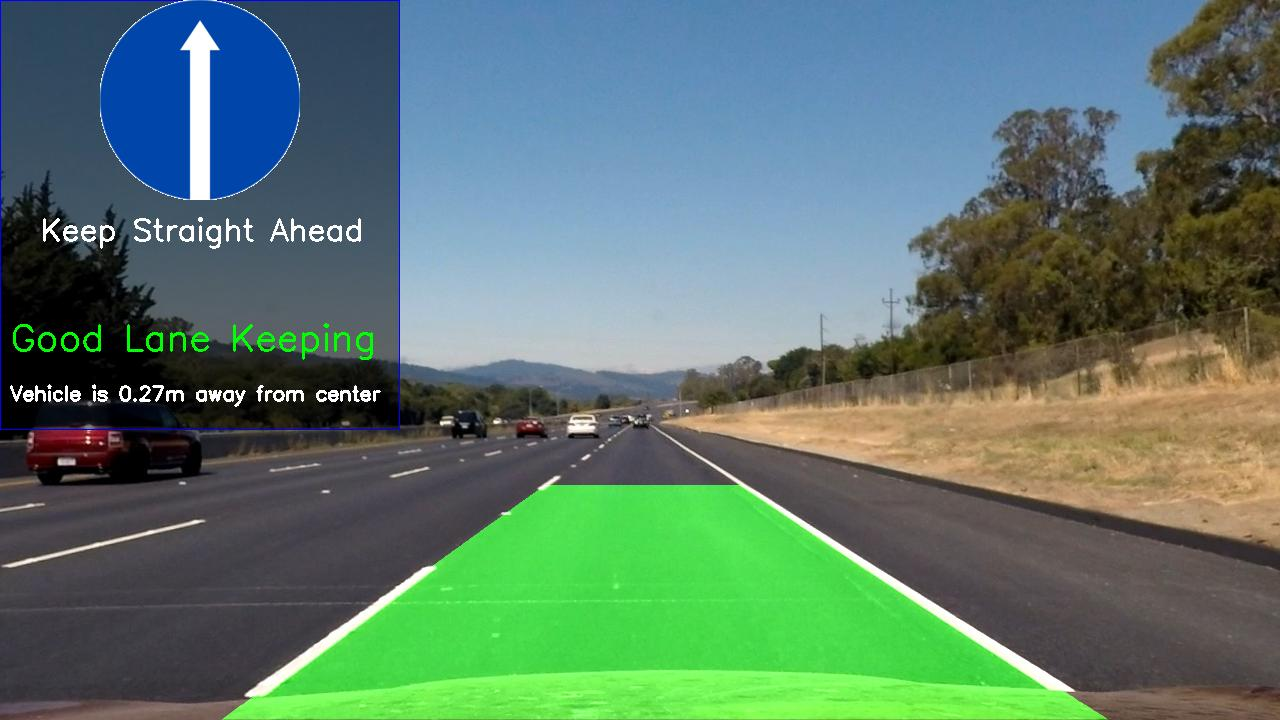 Keep Straight Ahead
Good Lane Keeping
Vehicle is 0.27m away from center